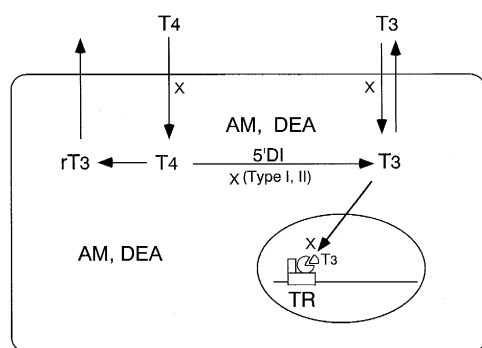 T4 T3
X X
AM, DEA
rT3 T4 5'DI T3
X (Type I, II)
AM, DEA
X T3
TR